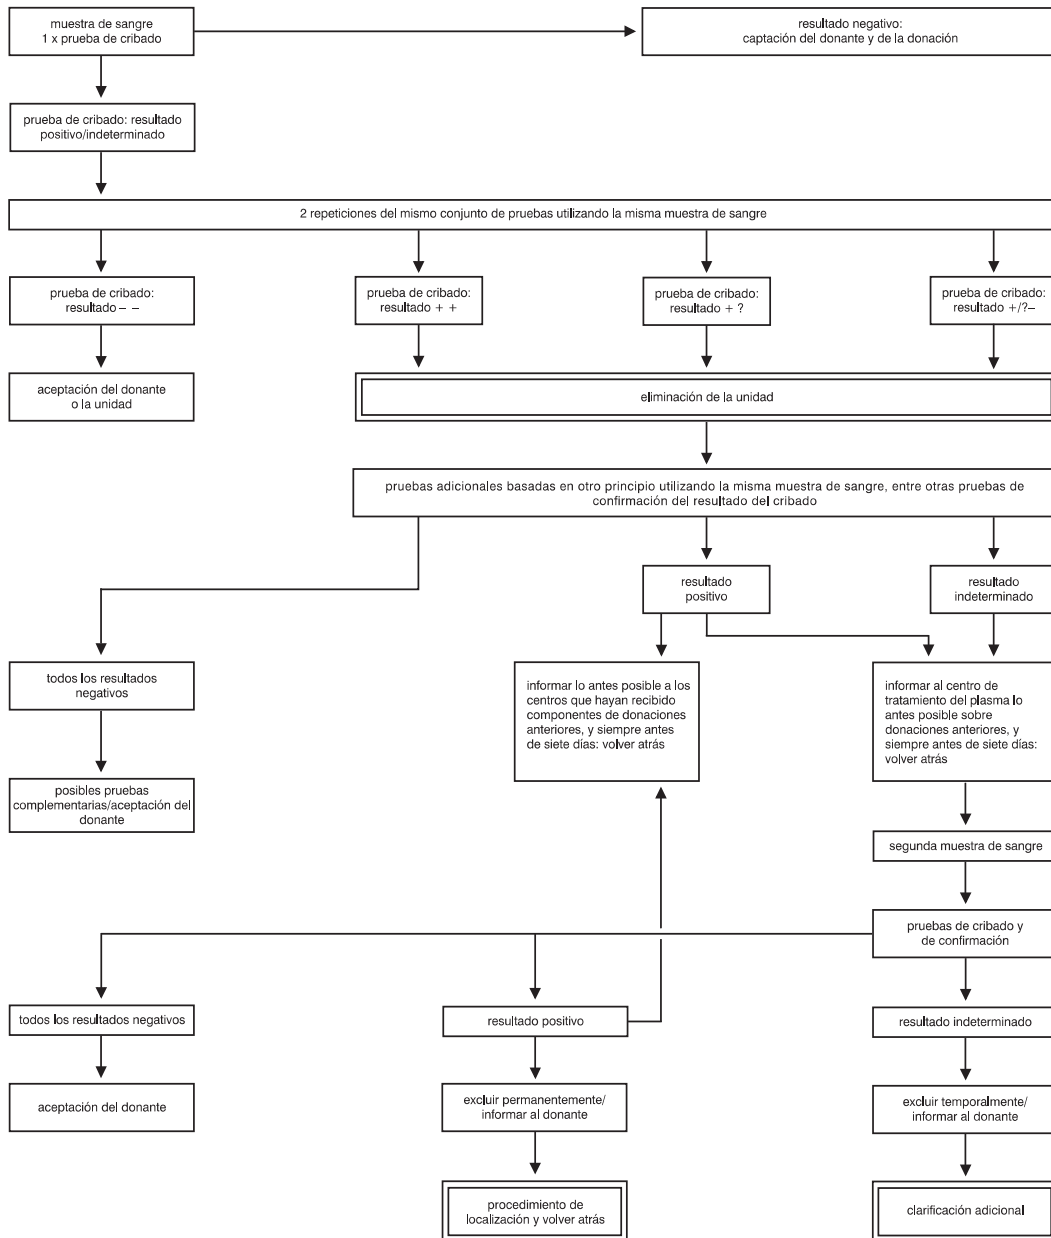 muestra de sangre
1 x prueba de cribado
resultado negativo:
captación del donante y de la donación
prueba de cribado: resultado
positivo/indeterminado
2 repeticiones del mismo conjunto de pruebas utilizando la misma muestra de sangre
prueba de cribado:
resultado – –
prueba de cribado:
resultado + +
prueba de cribado:
resultado + ?
prueba de cribado:
resultado +/?–
aceptación del donante
o la unidad
eliminación de la unidad
pruebas adicionales basadas en otro principio utilizando la misma muestra de sangre, entre otras pruebas de
confirmación del resultado del cribado
resultado
positivo
resultado
indeterminado
todos los resultados
negativos
informar lo antes posible a los
centros que hayan recibido
componentes de donaciones
anteriores, y siempre antes
de siete días: volver atrás
informar al centro de
tratamiento del plasma lo
antes posible sobre
donaciones anteriores, y
siempre antes de siete días:
volver atrás
posibles pruebas
complementarias/aceptación del
donante
segunda muestra de sangre
pruebas de cribado y
de confirmación
todos los resultados negativos
resultado positivo
resultado indeterminado
aceptación del donante
excluir permanentemente/
informar al donante
excluir temporalmente/
informar al donante
procedimiento de
localización y volver atrás
clarificación adicional